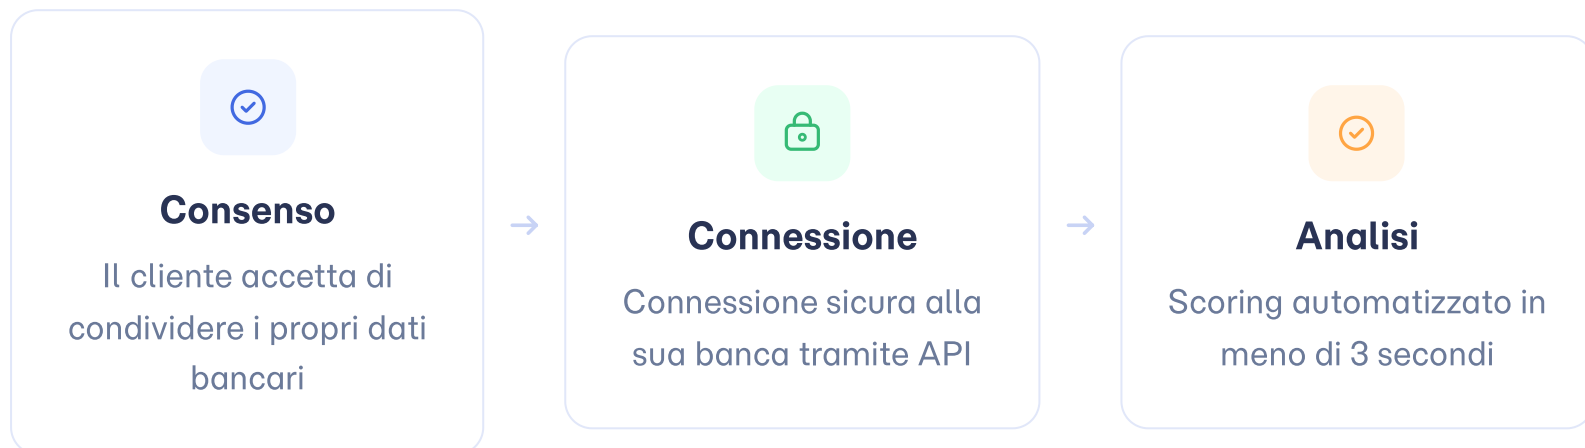 Consenso
Il cliente accetta di
condividere i propri dati
bancari
Connessione
Connessione sicura alla
sua banca tramite API
Analisi
Scoring automatizzato in
meno di 3 secondi